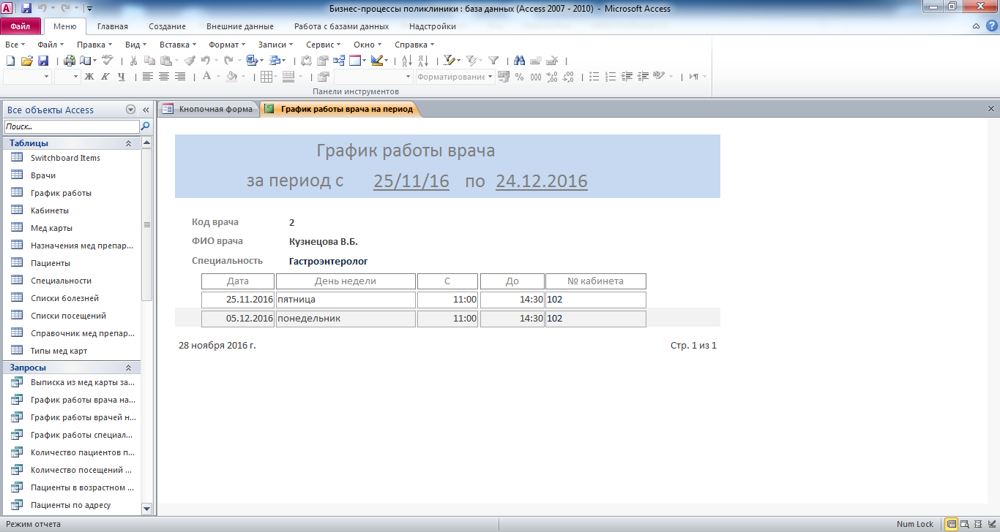 Бизнес-процессы поликлиники : база данных (Access 2007 - 2010) - Microsoft Access
Файл Меню Главная Создание Внешние данные Работа с базами данных Надстройки
Все Файл Правка Вид Вставка Формат Записи Сервис Окно Справка
Ж К Ч А Форматирование % 000
Панели инструментов
Все объекты Access
Кнопочная форма График работы врача на период
Поиск...
Таблицы
Switchboard Items
Врачи
График работы
Кабинеты
Мед карты
Назначения мед препар...
Пациенты
Специальности
Списки болезней
Списки посещений
Справочник мед препар...
Типы мед карт
Запросы
Выписка из мед карты за...
График работы врача на...
График работы врачей н...
График работы специал...
Количество пациентов п...
Количество посещений ...
Пациенты в возрастном ...
Пациенты по адресу
График работы врача
за период с 25/11/16 по 24.12.2016
Код врача 2
ФИО врача Кузнецова В.Б.
Специальность Гастроэнтеролог
Дата День недели С До № кабинета
25.11.2016 пятница 11:00 14:30 102
05.12.2016 понедельник 11:00 14:30 102
28 ноября 2016 г. Стр. 1 из 1
Режим отчета Num Lock